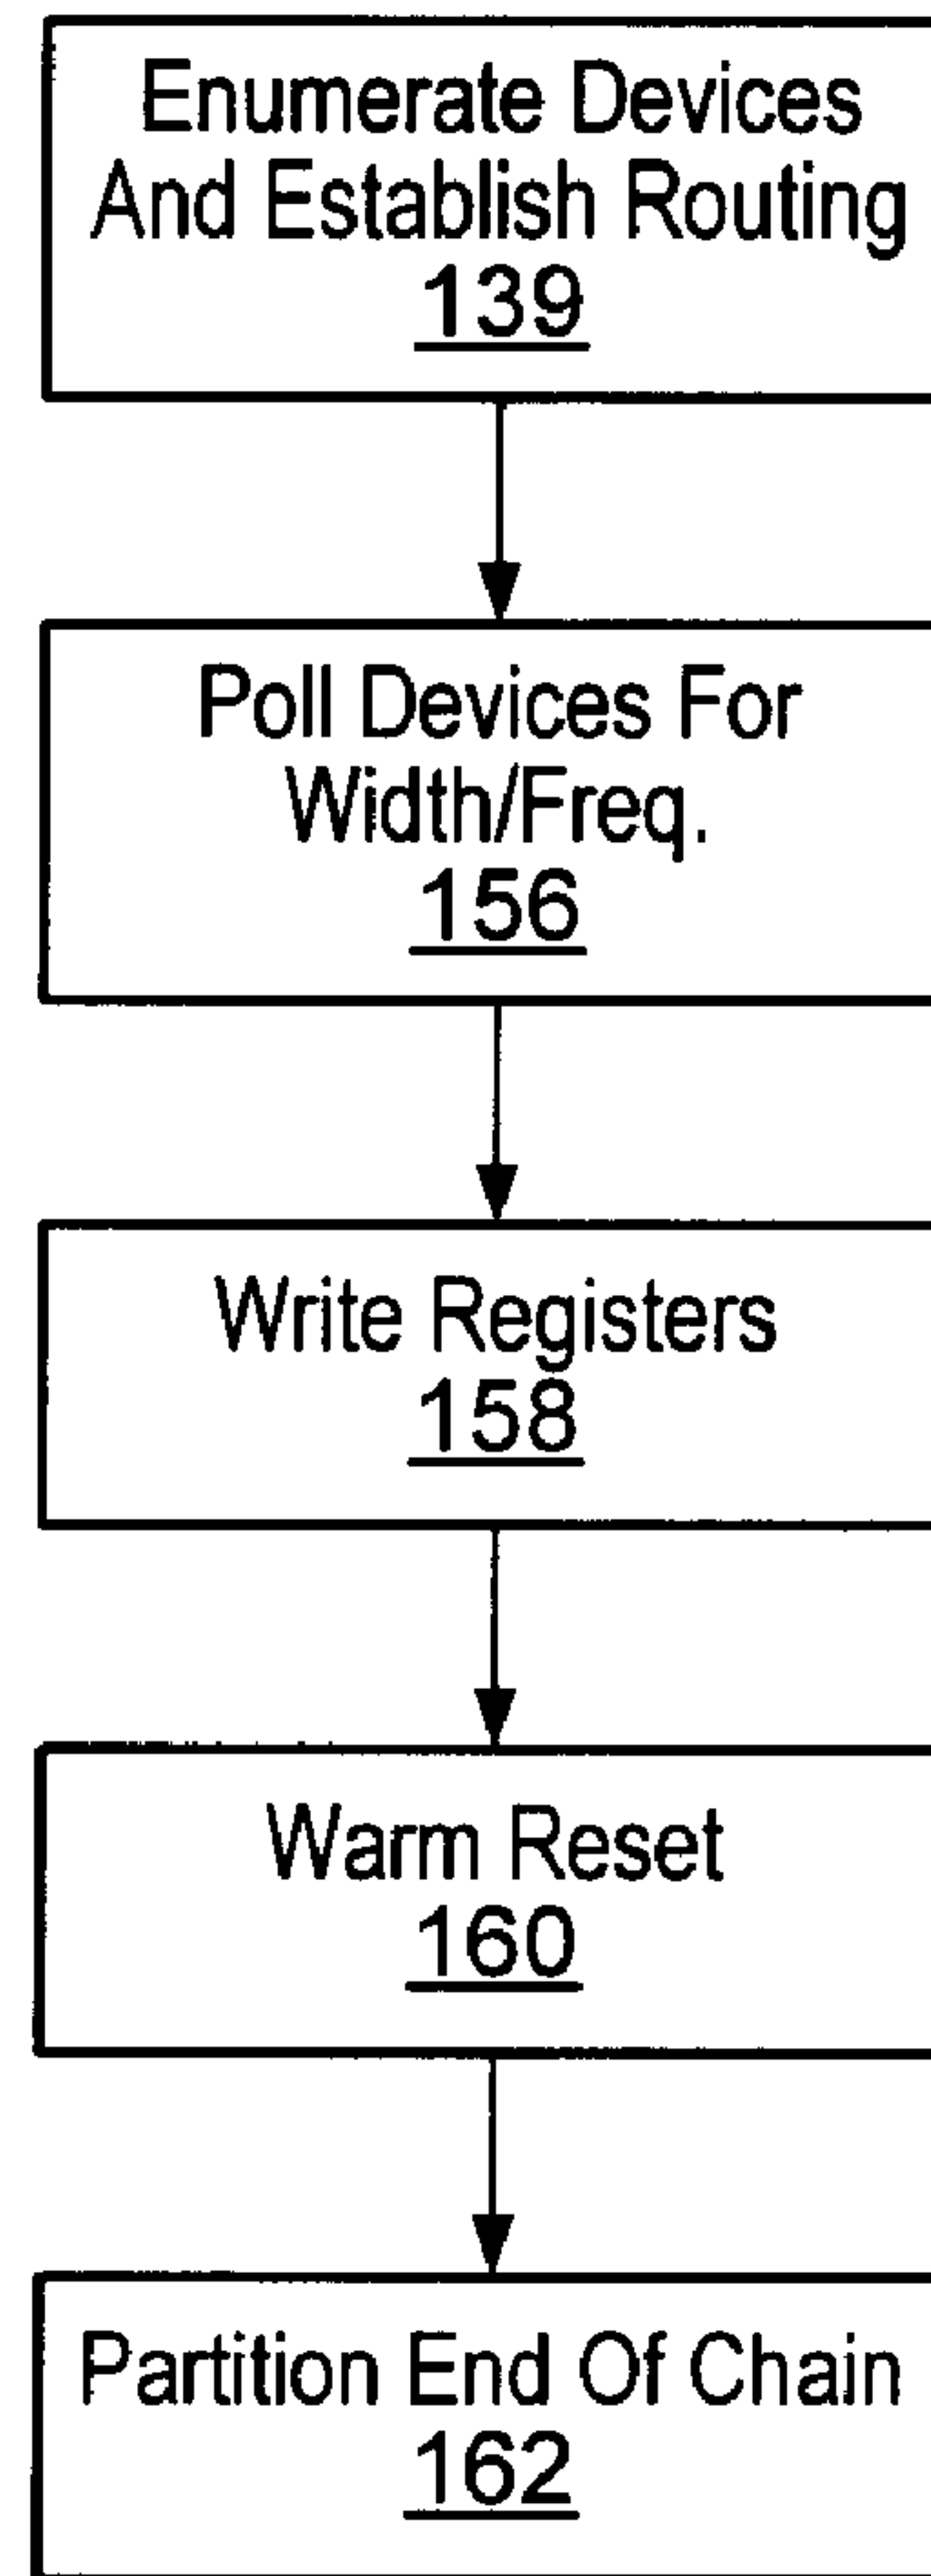 Enumerate Devices
And Establish Routing
139
Poll Devices For
Width/Freq.
156
Write Registers
158
Warm Reset
160
Partition End Of Chain
162